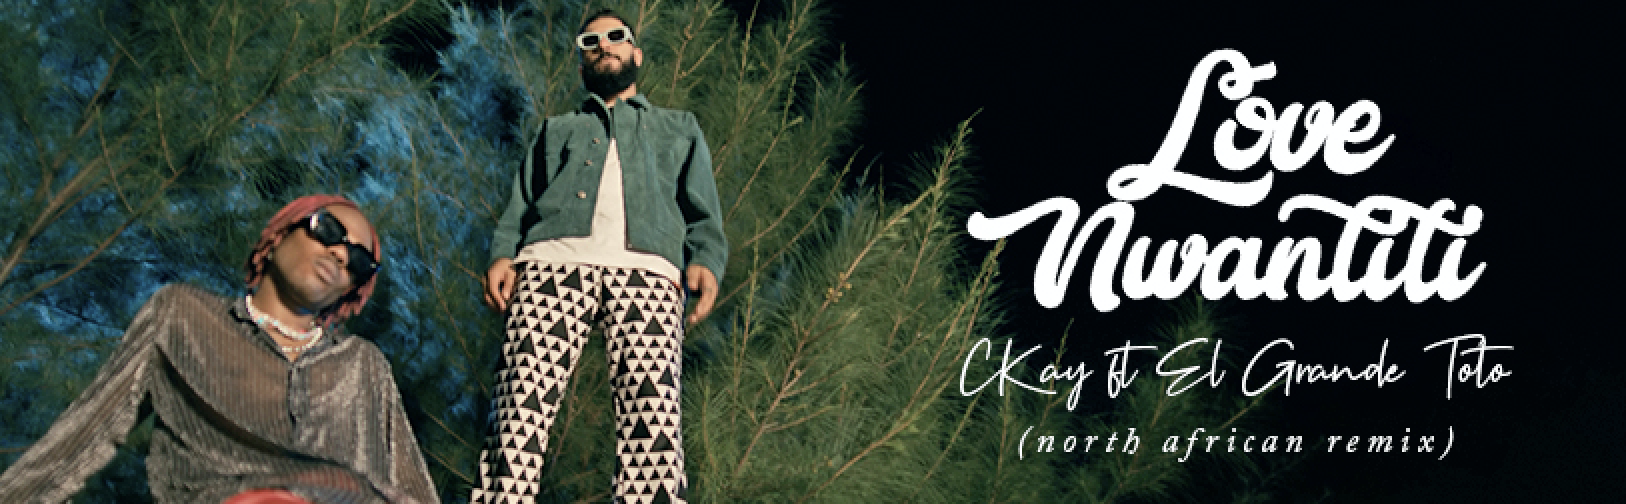 Love
Nwantiti
CKay ft El Grande Toto
(north african remix)